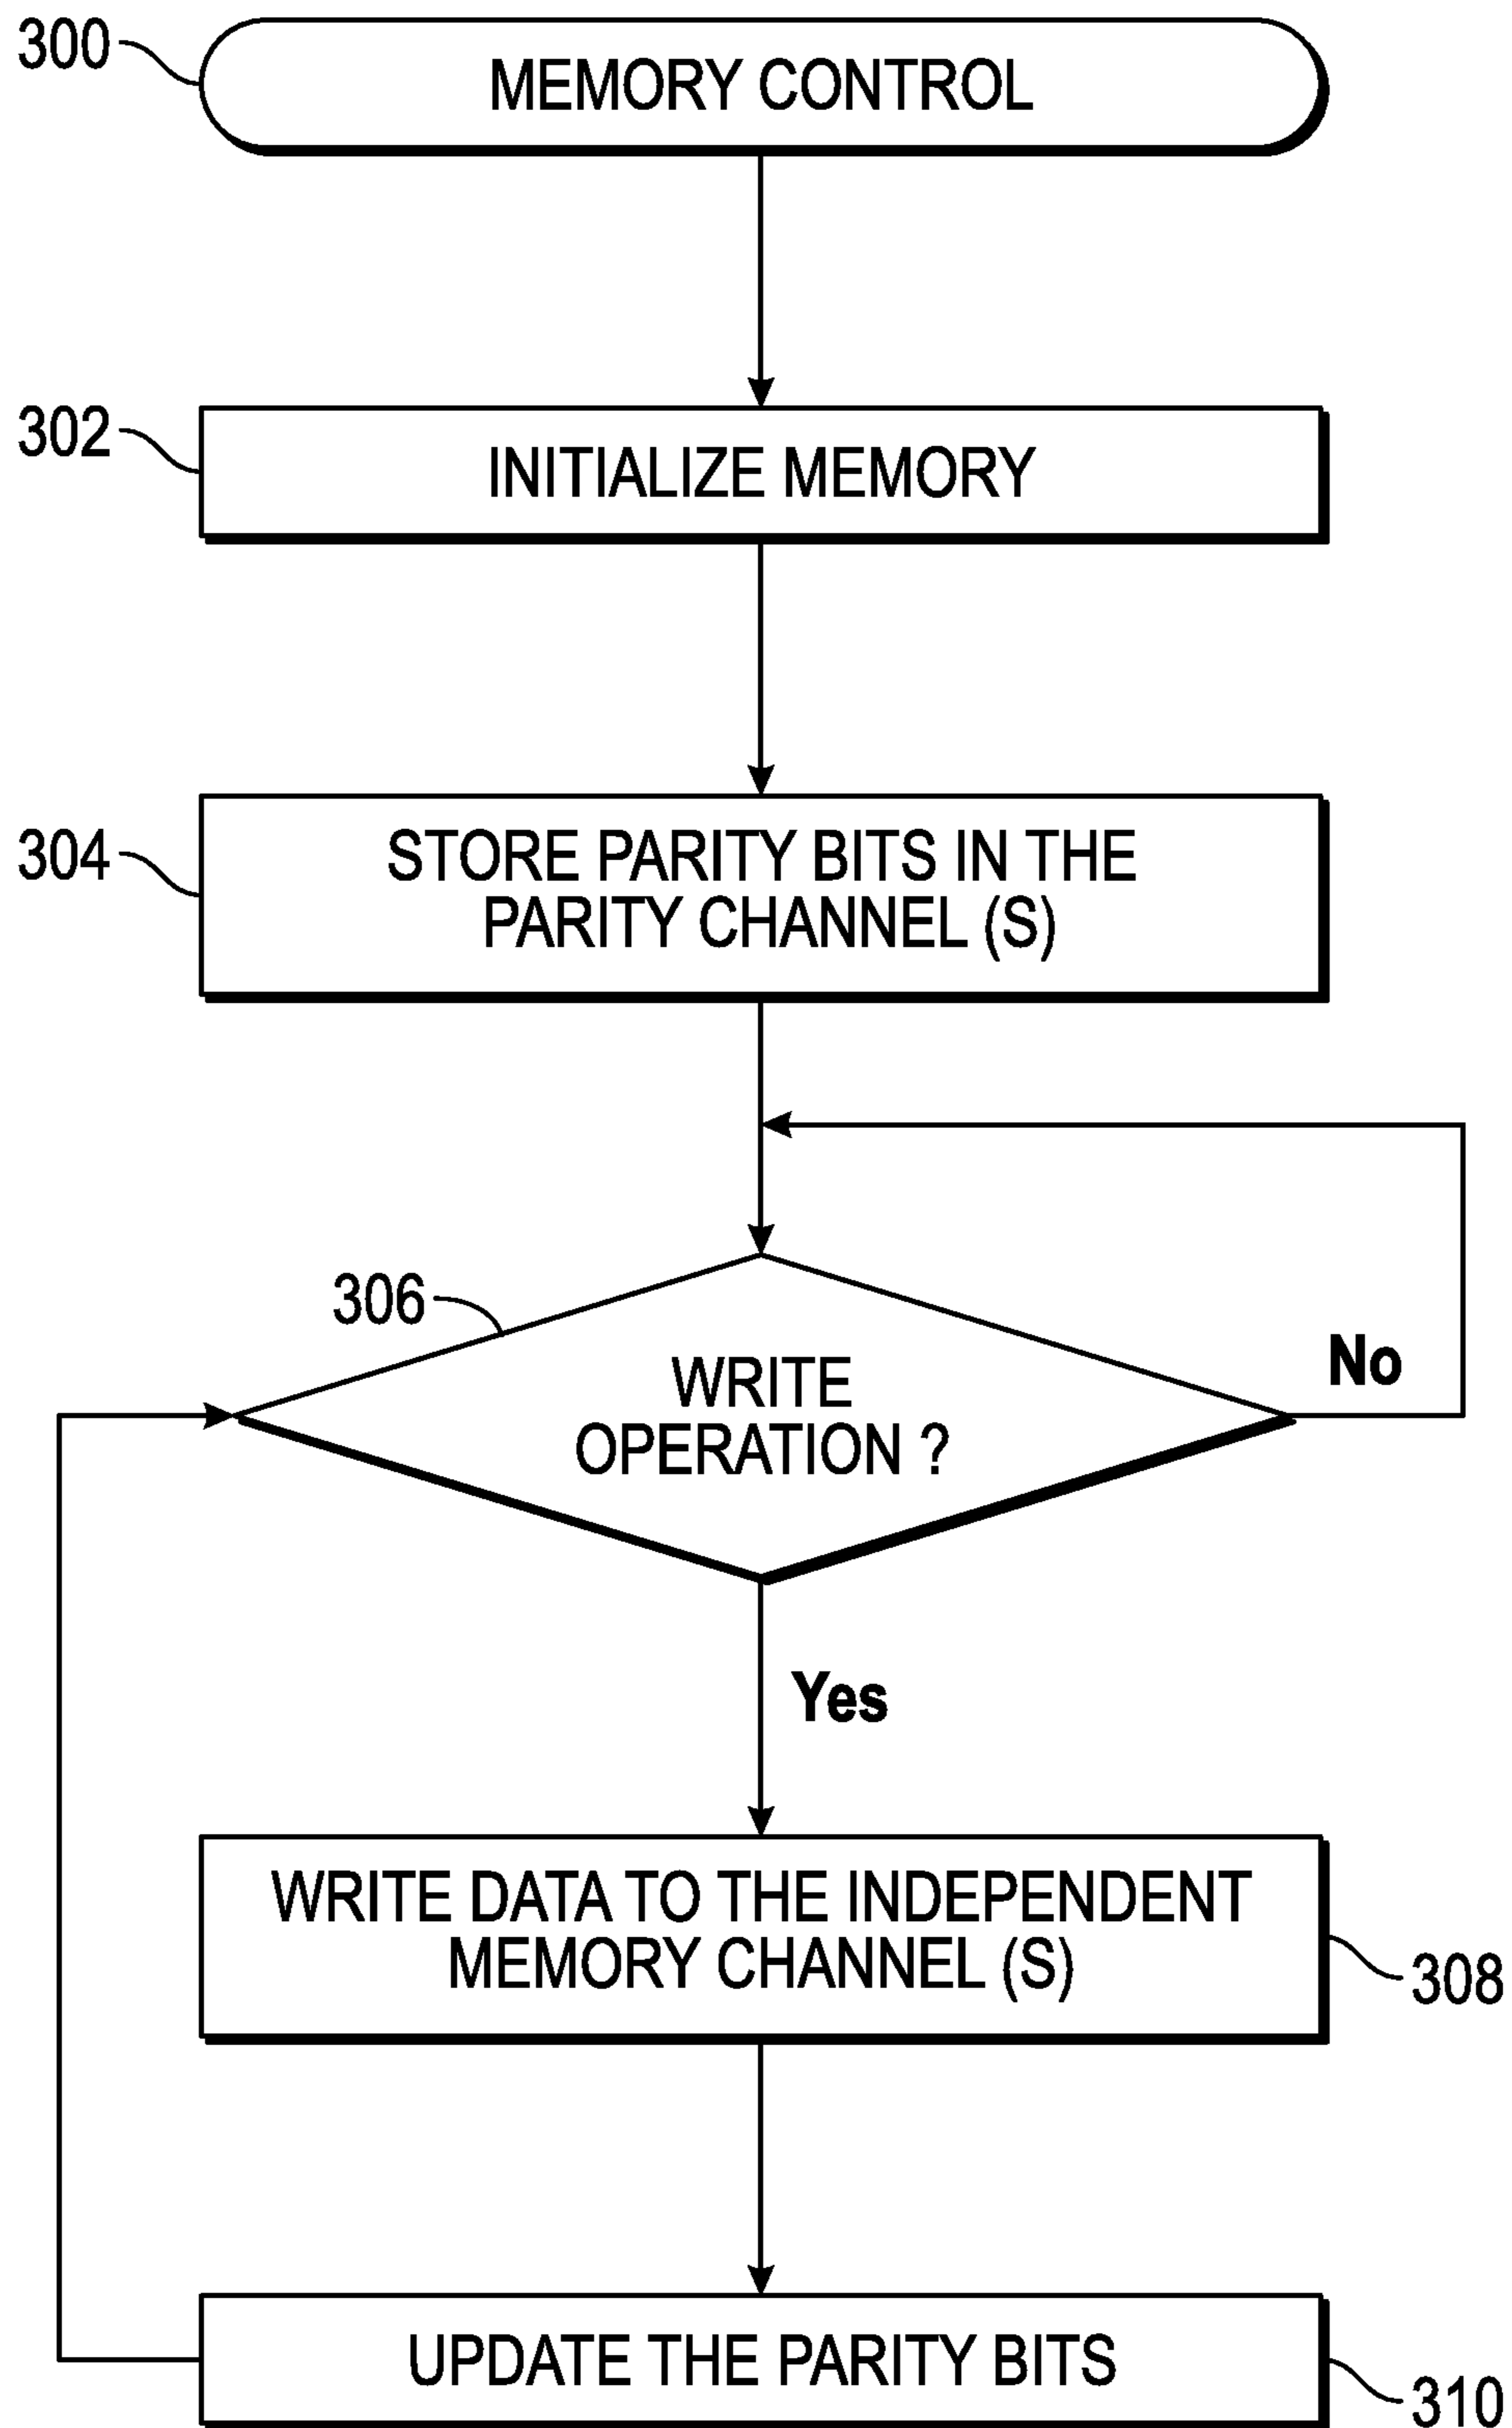 300
MEMORY CONTROL
302
INITIALIZE MEMORY
304
STORE PARITY BITS IN THE
PARITY CHANNEL (S)
306
WRITE
OPERATION ?
No
Yes
WRITE DATA TO THE INDEPENDENT
MEMORY CHANNEL (S)
308
UPDATE THE PARITY BITS
310